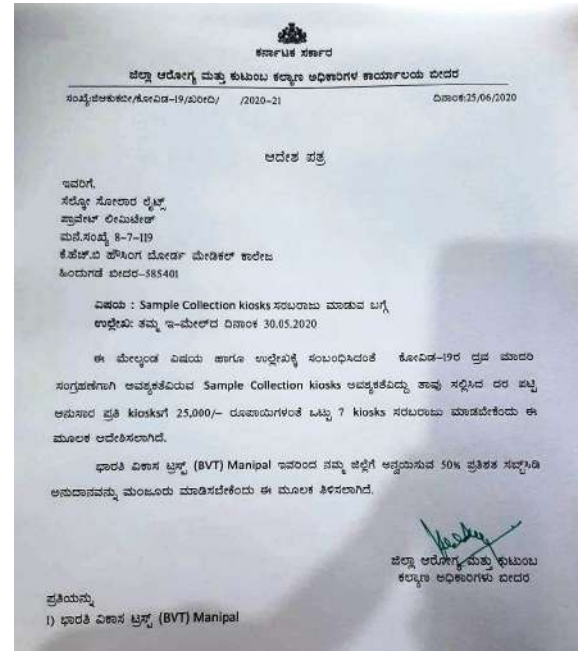 ಕರ್ನಾಟಕ ಸರ್ಕಾರ
ಜಿಲ್ಲಾ ಆರೋಗ್ಯ ಮತ್ತು ಕುಟುಂಬ ಕಲ್ಯಾಣ ಅಧಿಕಾರಿಗಳ ಕಾರ್ಯಾಲಯ ಬೀದರ
ಸಂಖ್ಯೆ:ಜಿಆಕುಕಬೀ/ಕೋವಿಡ-19/ಖರೀದಿ/ /2020-21 ದಿನಾಂಕ:25/06/2020
ಆದೇಶ ಪತ್ರ
ಇವರಿಗೆ,
ಸೆಲ್ಕೋ ಸೋಲಾರ ಲೈಟ್ಸ್
ಪ್ರಾವೇಟ್ ಲೀಮಿಟೇಡ್
ಮನೆ.ಸಂಖ್ಯೆ 8-7-119
ಕೆ.ಹೆಚ್.ಬಿ ಹೌಸಿಂಗ ಬೋರ್ಡ ಮೇಡಿಕಲ್ ಕಾಲೇಜ
ಹಿಂದುಗಡೆ ಬೀದರ-585401
ವಿಷಯ : Sample Collection kiosks ಸರಬರಾಜು ಮಾಡುವ ಬಗ್ಗೆ
ಉಲ್ಲೇಖ: ತಮ್ಮ ಇ-ಮೇಲ್‌ದ ದಿನಾಂಕ 30.05.2020
ಈ ಮೇಲ್ಕಂಡ ವಿಷಯ ಹಾಗೂ ಉಲ್ಲೇಖಕ್ಕೆ ಸಂಬಂಧಿಸಿದಂತೆ ಕೋವಿಡ-19ರ ದ್ರವ ಮಾದರಿ
ಸಂಗ್ರಹಣೆಗಾಗಿ ಅವಶ್ಯಕತೆವಿರುವ Sample Collection kiosks ಅವಶ್ಯಕತೆವಿದ್ದು ತಾವು ಸಲ್ಲಿಸಿದ ದರ ಪಟ್ಟಿ
ಅನುಸಾರ ಪ್ರತಿ kiosksಗೆ 25,000/- ರೂಪಾಯಿಗಳಂತೆ ಒಟ್ಟು 7 kiosks ಸರಬರಾಜು ಮಾಡಬೇಕೆಂದು ಈ
ಮೂಲಕ ಆದೇಶಿಸಲಾಗಿದೆ.
ಭಾರತಿ ವಿಕಾಸ ಟ್ರಸ್ಟ್ (BVT) Manipal ಇವರಿಂದ ನಮ್ಮ ಜಿಲ್ಲೆಗೆ ಅನ್ವಯಿಸುವ 50% ಪ್ರತಿಶತ ಸಬ್ಸಿಡಿ
ಅನುದಾನವನ್ನು ಮಂಜೂರು ಮಾಡಿಸಬೇಕೆಂದು ಈ ಮೂಲಕ ತಿಳಿಸಲಾಗಿದೆ.
ಜಿಲ್ಲಾ ಆರೋಗ್ಯ ಮತ್ತು ಕುಟುಂಬ
ಕಲ್ಯಾಣ ಅಧಿಕಾರಿಗಳು ಬೀದರ
ಪ್ರತಿಯನ್ನು
1) ಭಾರತಿ ವಿಕಾಸ ಟ್ರಸ್ಟ್ (BVT) Manipal